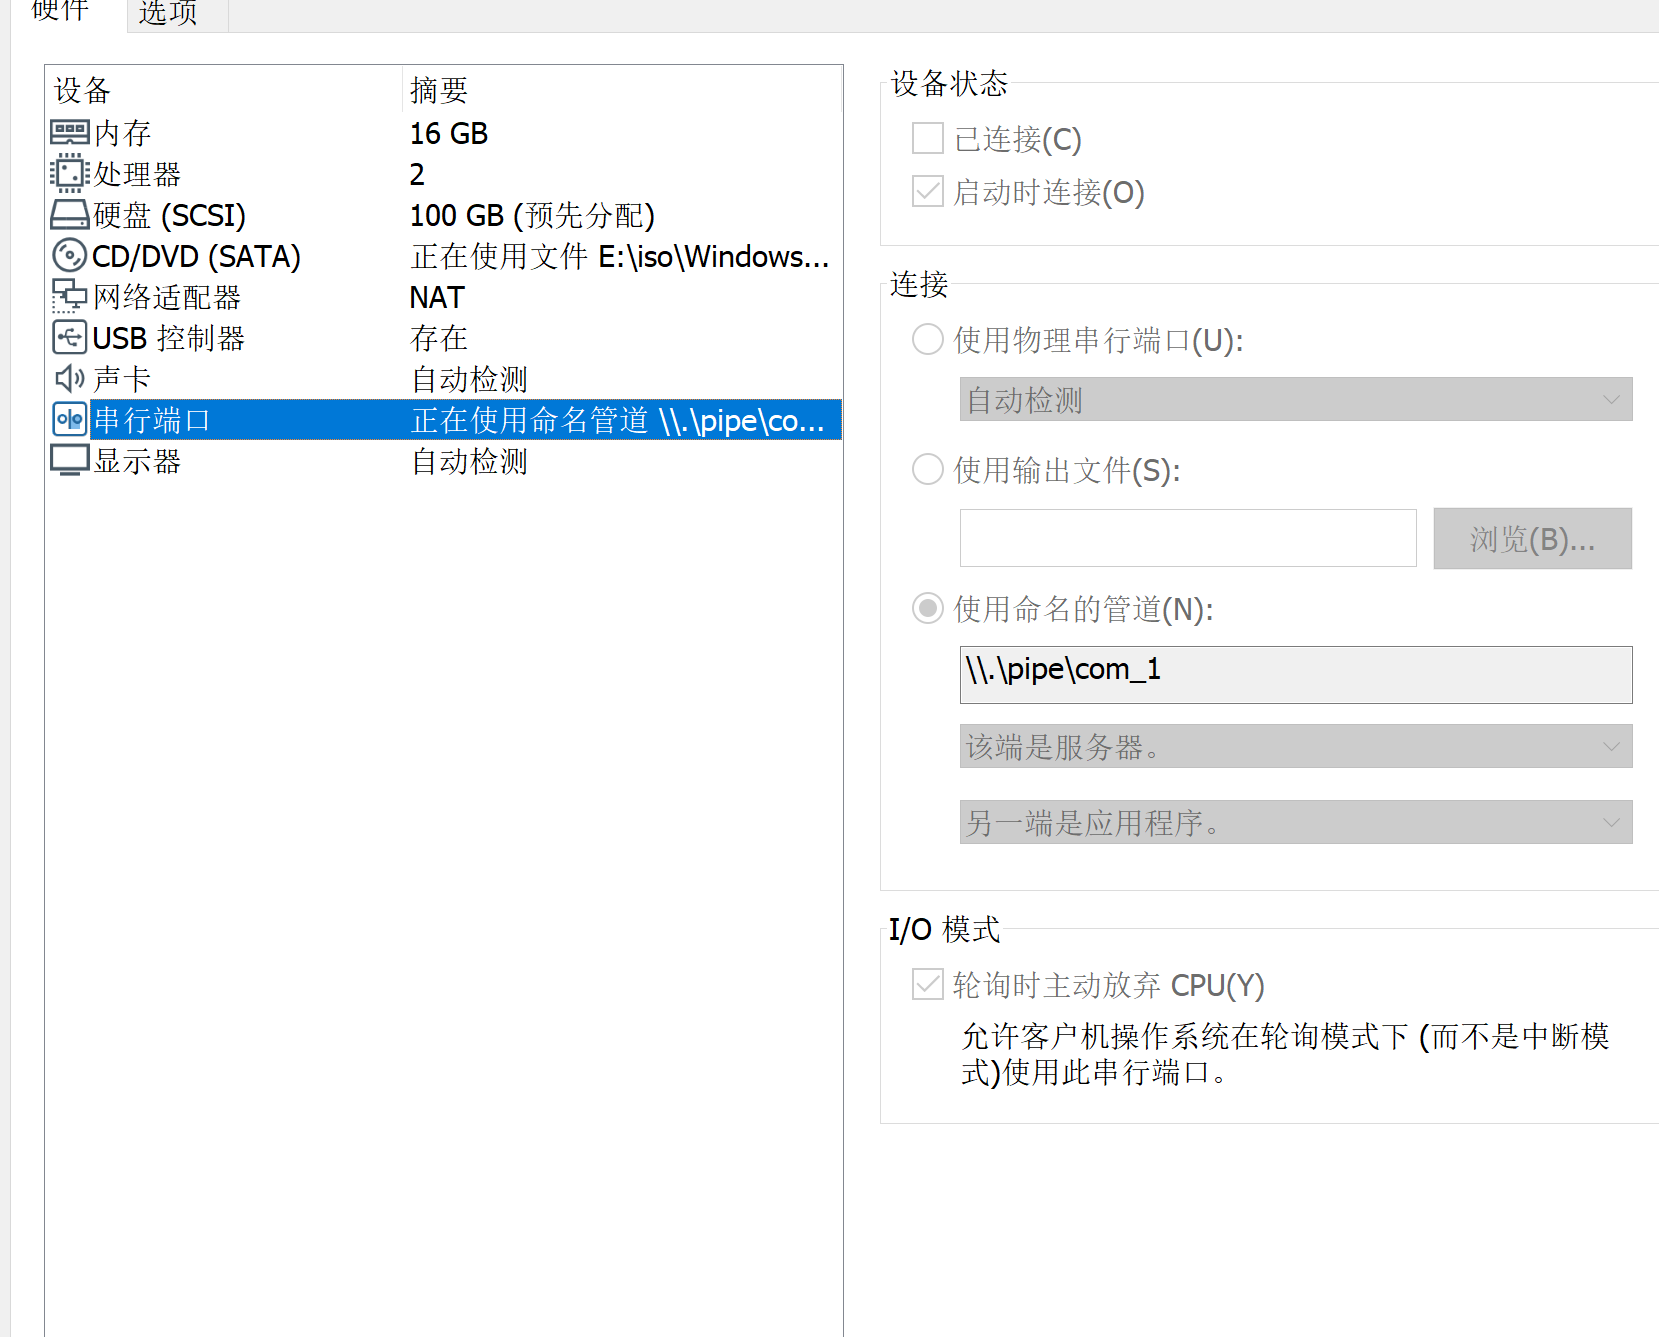 硬件 选项
设备 摘要
内存 16 GB
处理器 2
硬盘 (SCSI) 100 GB (预先分配)
CD/DVD (SATA) 正在使用文件 E:\iso\Windows...
网络适配器 NAT
USB 控制器 存在
声卡 自动检测
串行端口 正在使用命名管道 \\.\pipe\co...
显示器 自动检测
设备状态
已连接(C)
启动时连接(O)
连接
使用物理串行端口(U):
自动检测
使用输出文件(S):
浏览(B)...
使用命名的管道(N):
\\.\pipe\com_1
该端是服务器。
另一端是应用程序。
I/O 模式
轮询时主动放弃 CPU(Y)
允许客户机操作系统在轮询模式下 (而不是中断模
式)使用此串行端口。